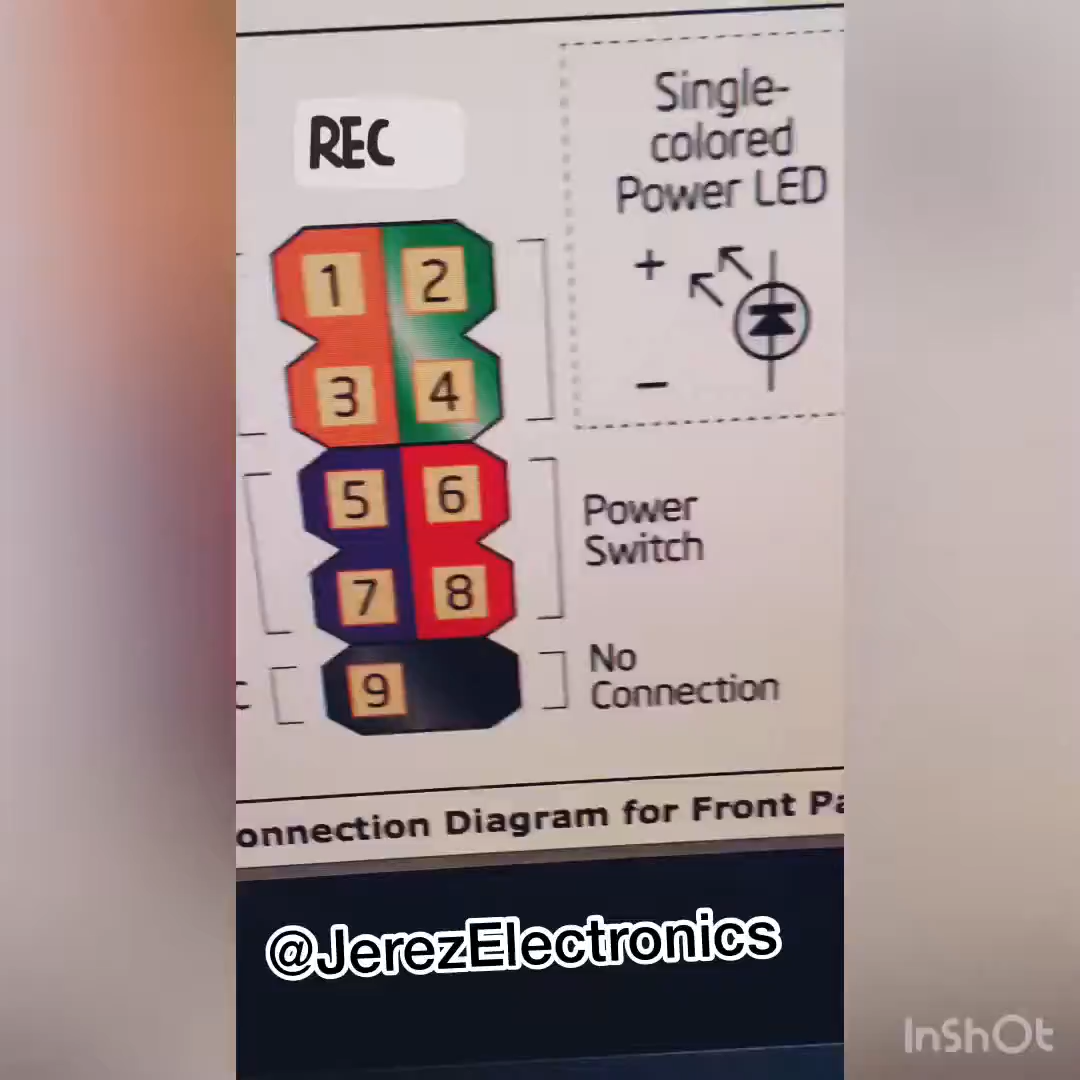 REC
Single-
colored
Power LED
+
−
1 2
3 4
5 6
7 8
Power
Switch
9
No
Connection
onnection Diagram for Front Pa
@JerezElectronics
InShOt